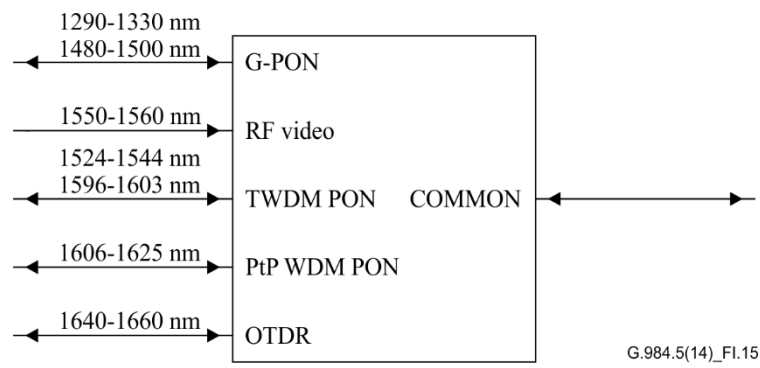 1290-1330 nm
1480-1500 nm
G-PON
1550-1560 nm
RF video
1524-1544 nm
1596-1603 nm
TWDM PON
COMMON
1606-1625 nm
PtP WDM PON
1640-1660 nm
OTDR
G.984.5(14)_FI.15